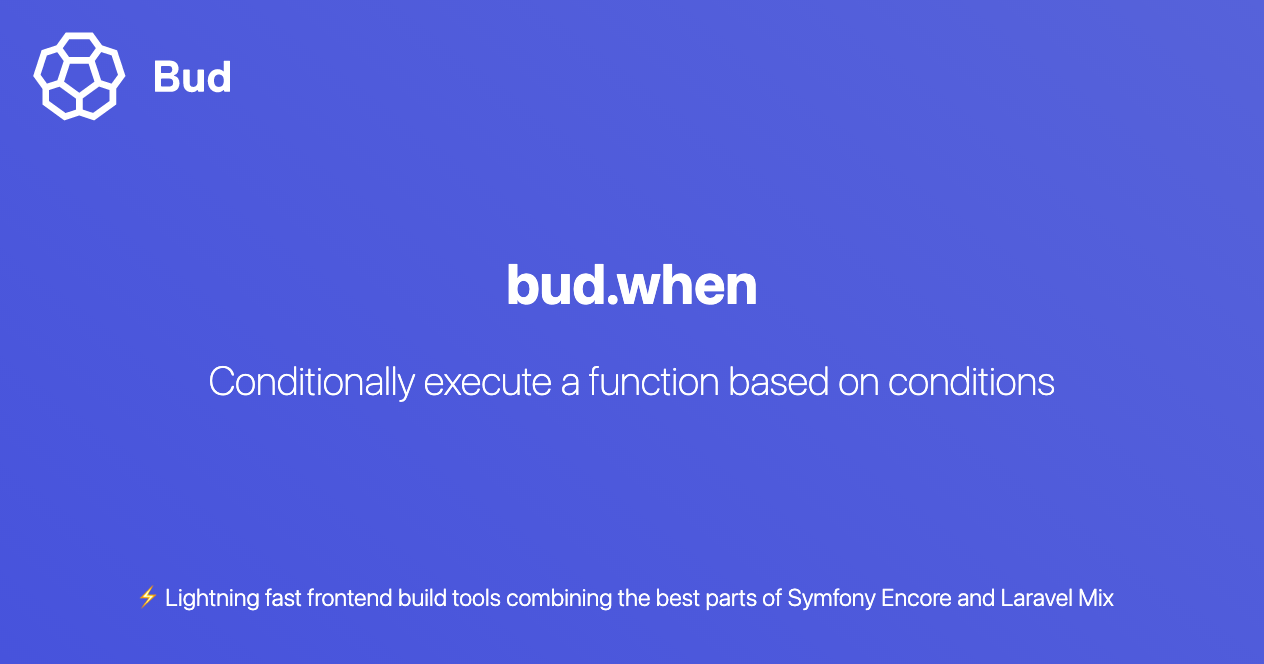 Bud
bud.when
Conditionally execute a function based on conditions
⚡ Lightning fast frontend build tools combining the best parts of Symfony Encore and Laravel Mix